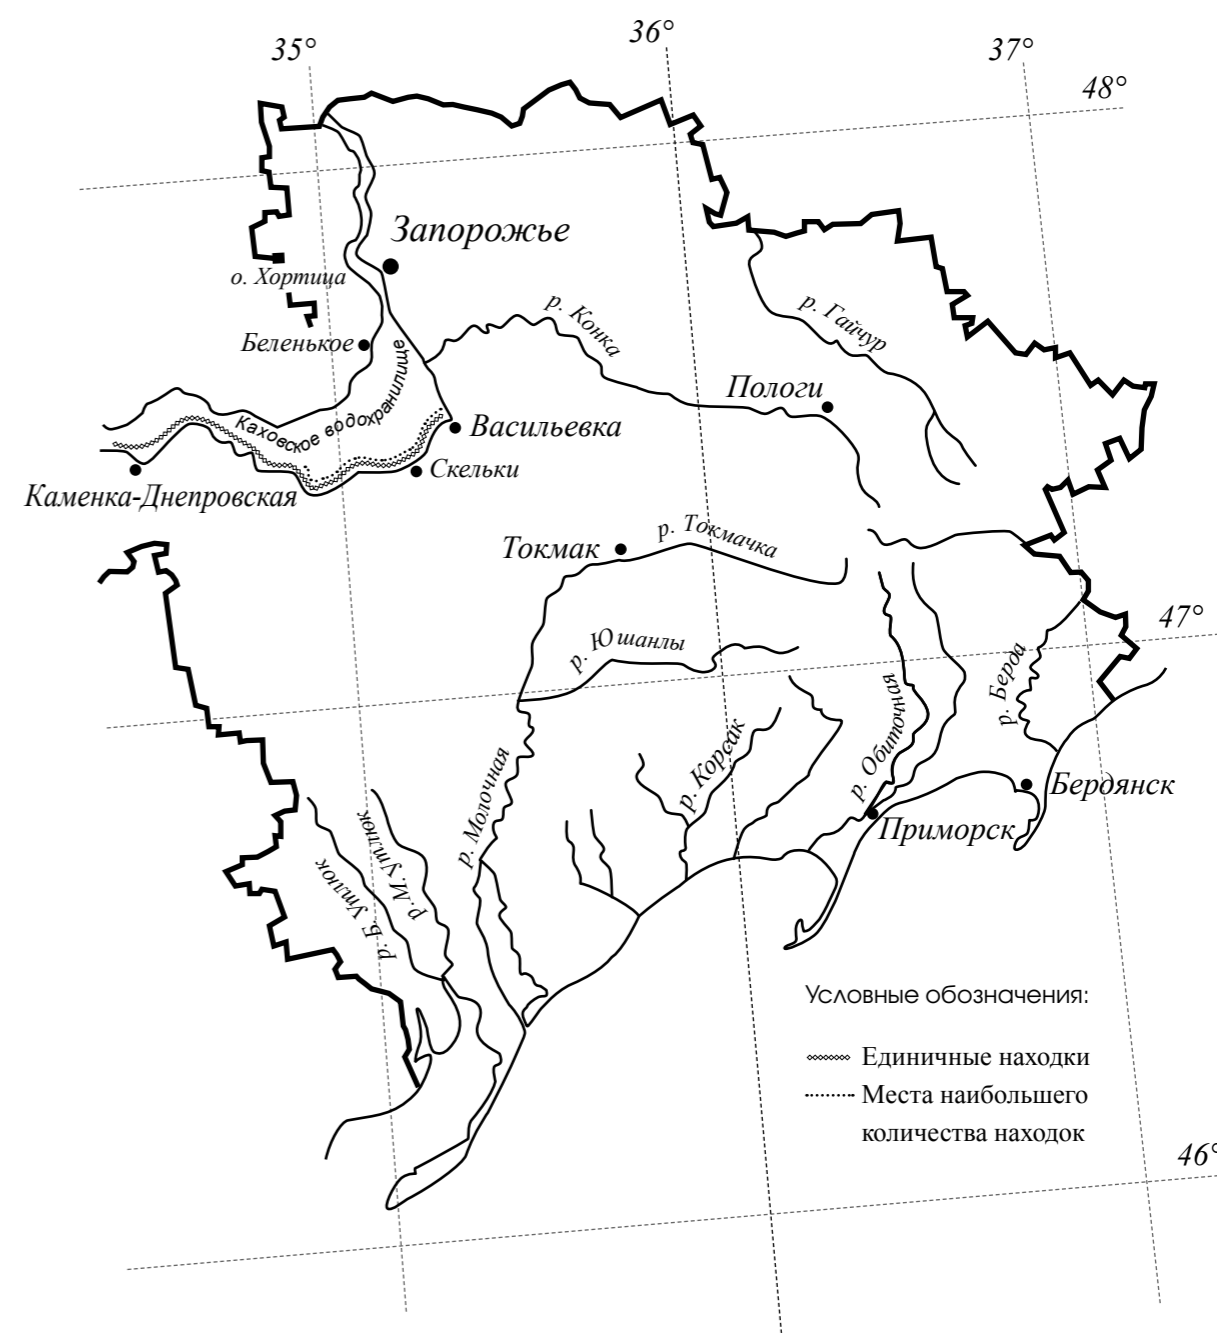 35°
36°
37°
48°
Запорожье
о. Хортица
Беленькое
р. Конка
р. Гайчур
Пологи
Каховское водохранилище
Васильевка
Скельки
Каменка-Днепровская
Токмак
р. Токмачка
р. Юшанлы
47°
р. Берда
р. Обиточная
р. Корсак
р. Молочная
Бердянск
Приморск
р.М.Утлюк
р. Б. Утлюк
Условные обозначения:
Единичные находки
Места наибольшего
количества находок
46°